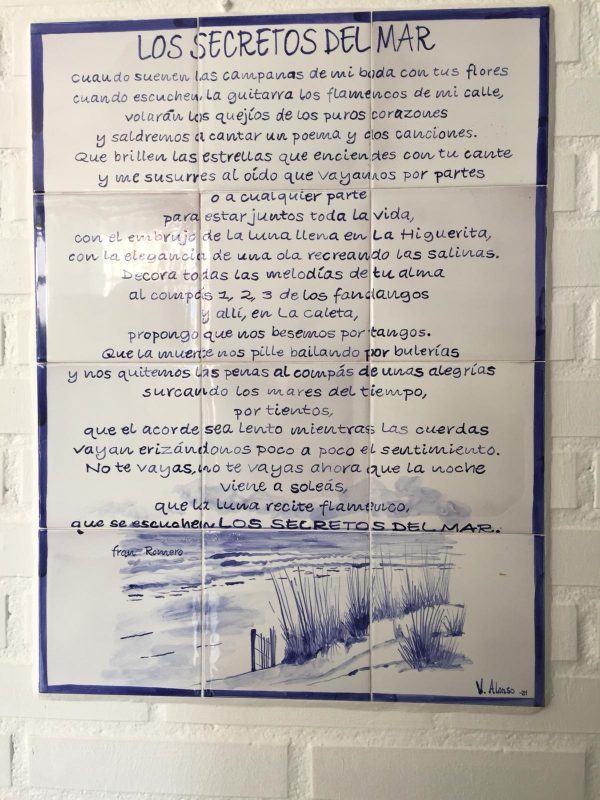 LOS SECRETOS DEL MAR
cuando suenen las campanas de mi boda con tus flores
cuando escuchen la guitarra los flamencos de mi calle,
volarán los quejíos de los puros corazones
y saldremos a cantar un poema y dos canciones.
Que brillen las estrellas que enciendes con tu cante
y me susurres al oído que vayamos por partes
o a cualquier parte
para estar juntos toda la vida,
con el embrujo de la luna llena en La Higuerita,
con la elegancia de una ola recreando las salinas.
Decora todas las melodías de tu alma
al compás 1, 2, 3 de los fandangos
y allí, en La Caleta,
propongo que nos besemos por tangos.
Que la muerte nos pille bailando por bulerías
y nos quitemos las penas al compás de unas alegrías
surcando los mares del tiempo,
por tientos,
que el acorde sea lento mientras las cuerdas
vayan erizándonos poco a poco el sentimiento.
No te vayas, no te vayas ahora que la noche
viene a soleás,
que la luna recite flamenco,
que se escuchen LOS SECRETOS DEL MAR.
fran Romero
V. Alonso -21